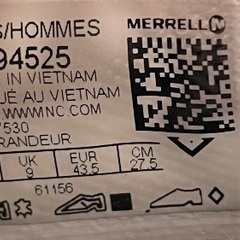 S/HOMMES MERRELL
94525
IN VIETNAM
UÉ AU VIETNAM
WWW.NC.COM
7530
RANDEUR
UK EUR CM
9 43.5 27.5
61156